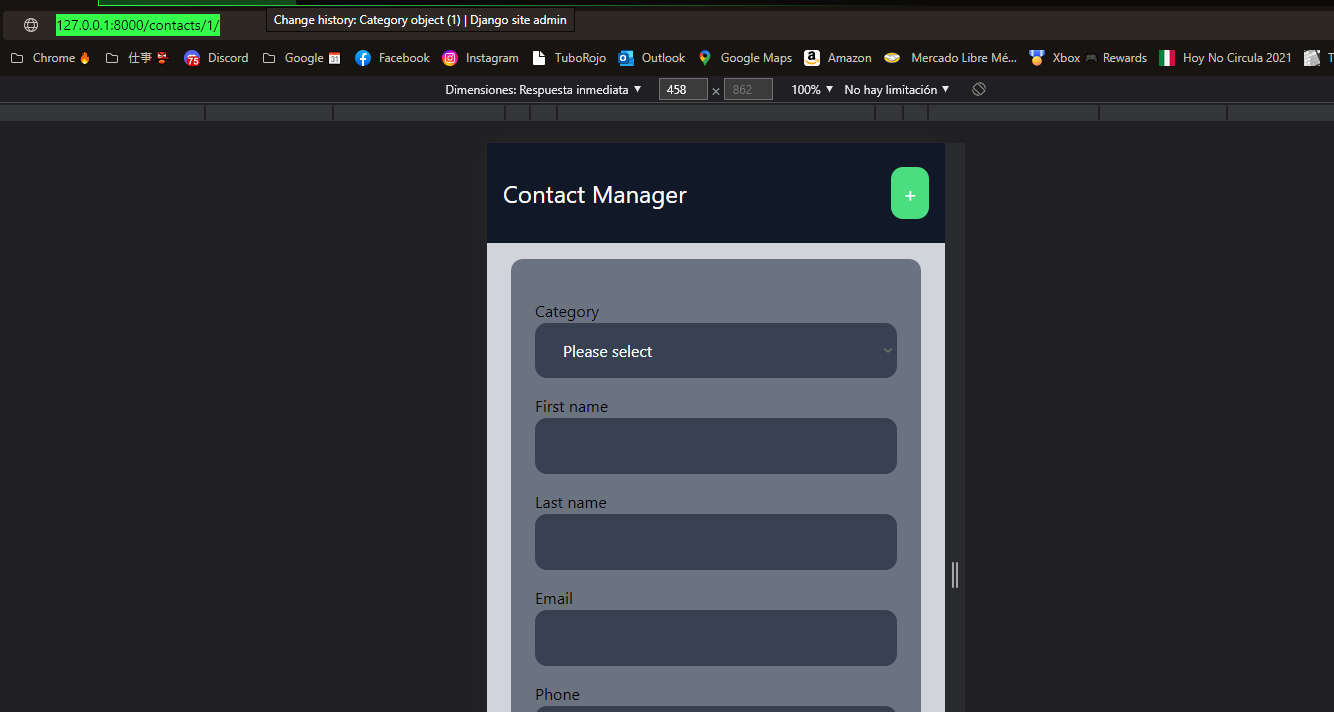 127.0.0.1:8000/contacts/1/
Change history: Category object (1) | Django site admin
Chrome 仕事 Discord Google Facebook Instagram TuboRojo Outlook Google Maps Amazon Mercado Libre Mé... Xbox Rewards Hoy No Circula 2021 T
Dimensiones: Respuesta inmediata ▼ 458 × 862 100% ▼ No hay limitación ▼
Contact Manager
+
Category
Please select
First name
Last name
Email
Phone